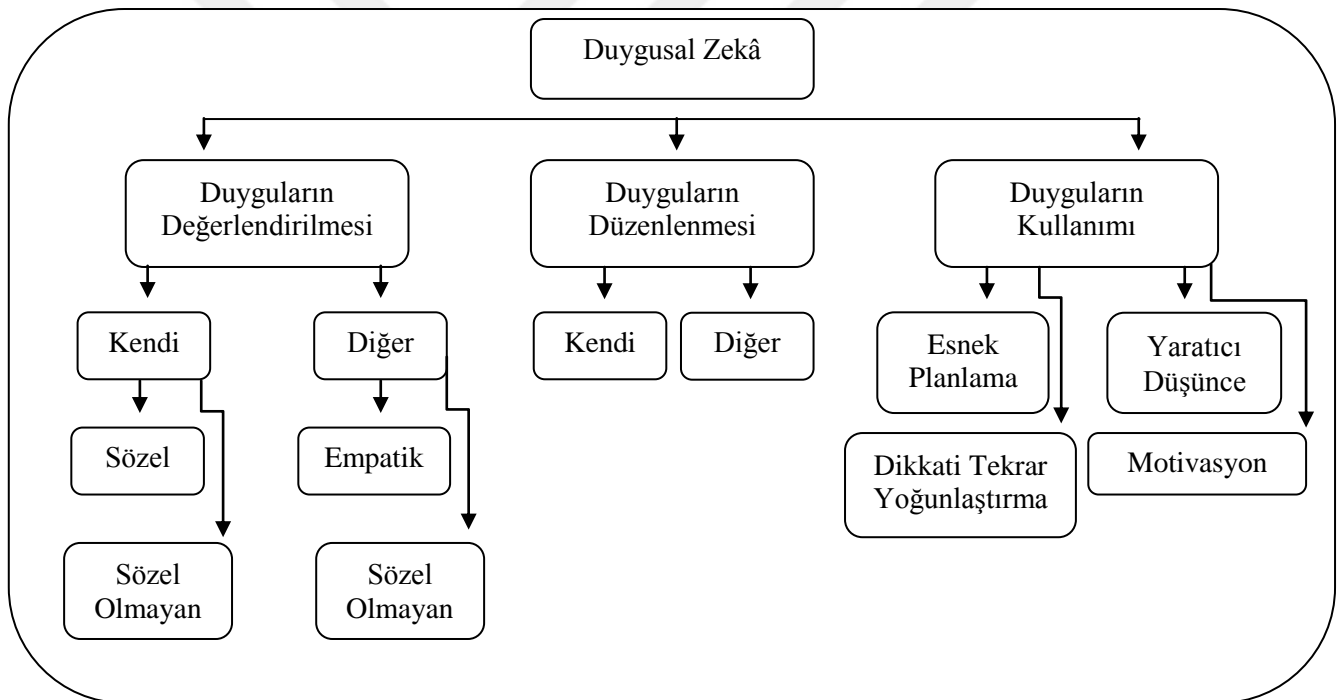 Duygusal Zekâ
Duyguların
Değerlendirilmesi
Duyguların
Düzenlenmesi
Duyguların
Kullanımı
Kendi
Diğer
Kendi
Diğer
Esnek
Planlama
Yaratıcı
Düşünce
Sözel
Empatik
Dikkati Tekrar
Yoğunlaştırma
Motivasyon
Sözel
Olmayan
Sözel
Olmayan